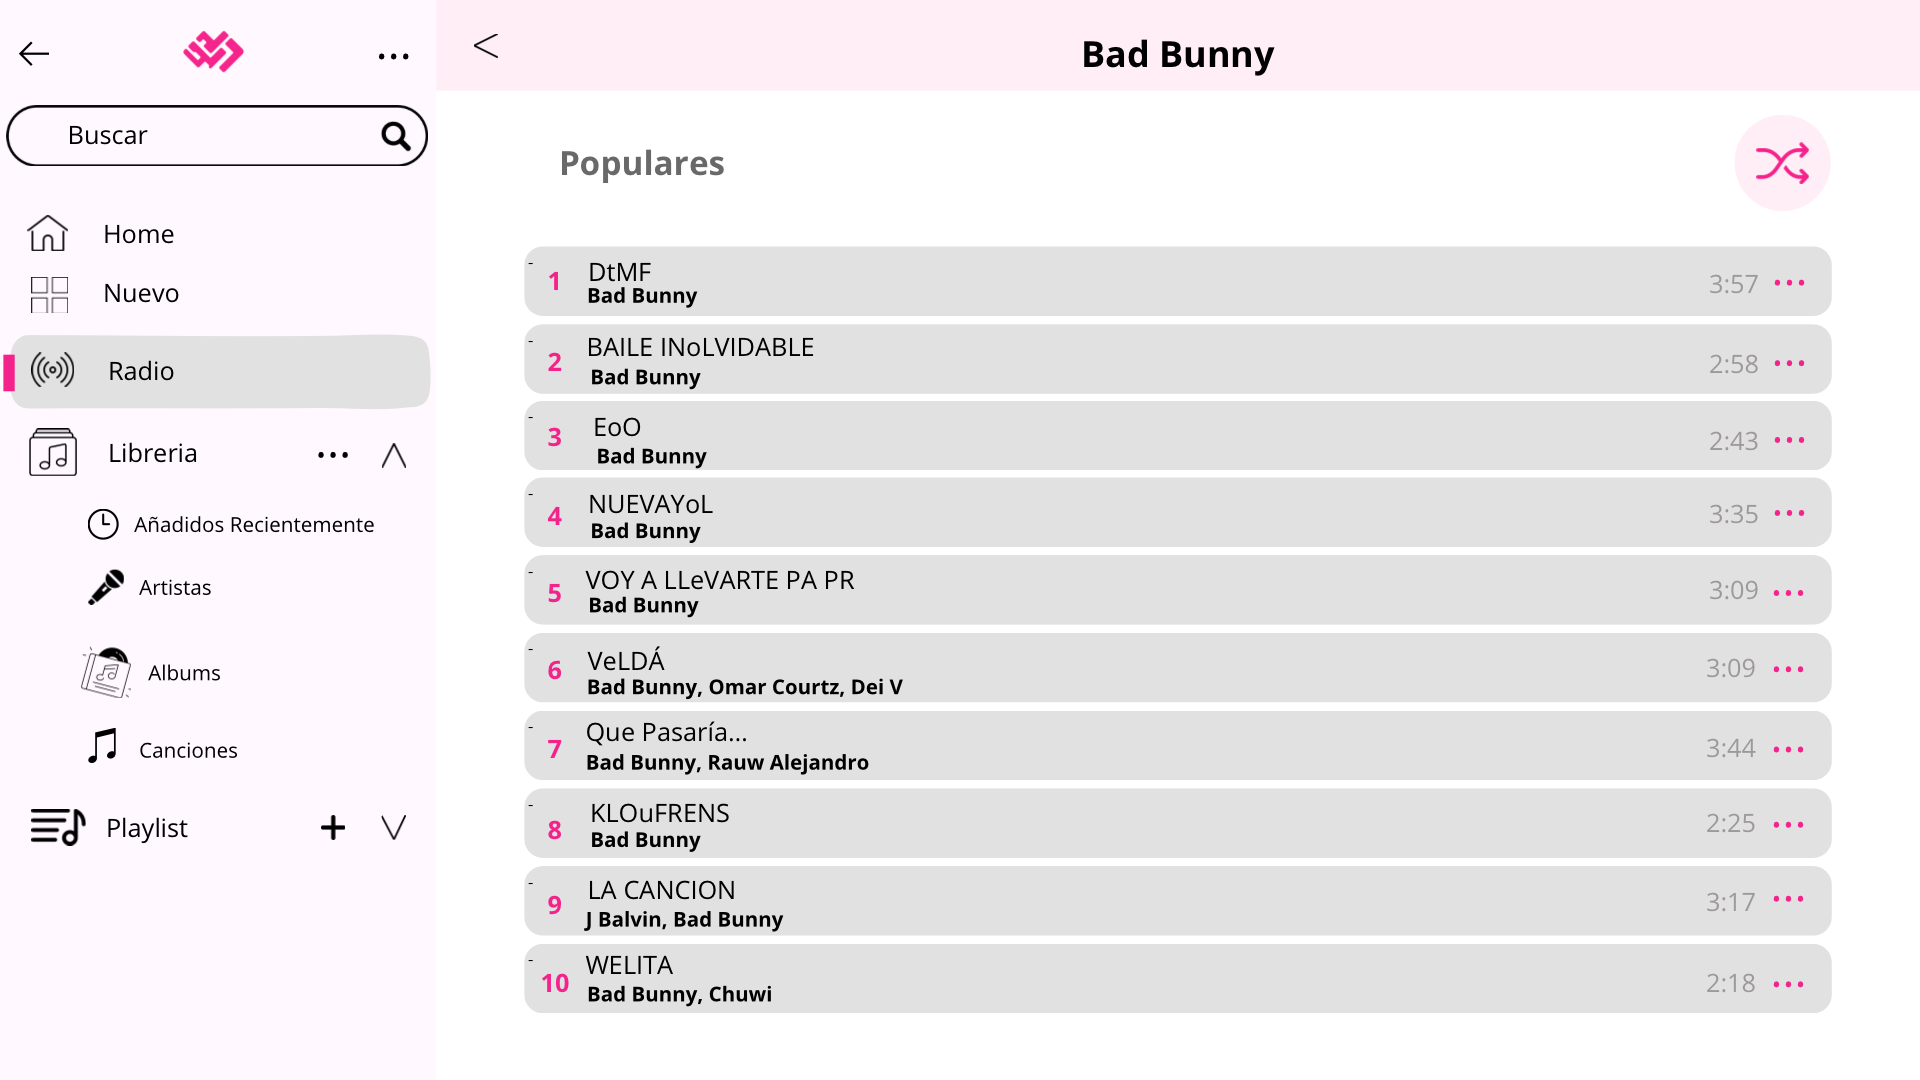 Buscar
Home
Nuevo
Radio
Libreria
Añadidos Recientemente
Artistas
Albums
Canciones
Playlist
Bad Bunny
Populares
1 DtMF 3:57
Bad Bunny
2 BAILE INoLVIDABLE 2:58
Bad Bunny
3 EoO 2:43
Bad Bunny
4 NUEVAYoL 3:35
Bad Bunny
5 VOY A LLeVARTE PA PR 3:09
Bad Bunny
6 VeLDÁ 3:09
Bad Bunny, Omar Courtz, Dei V
7 Que Pasaría... 3:44
Bad Bunny, Rauw Alejandro
8 KLOuFRENS 2:25
Bad Bunny
9 LA CANCION 3:17
J Balvin, Bad Bunny
10 WELITA 2:18
Bad Bunny, Chuwi